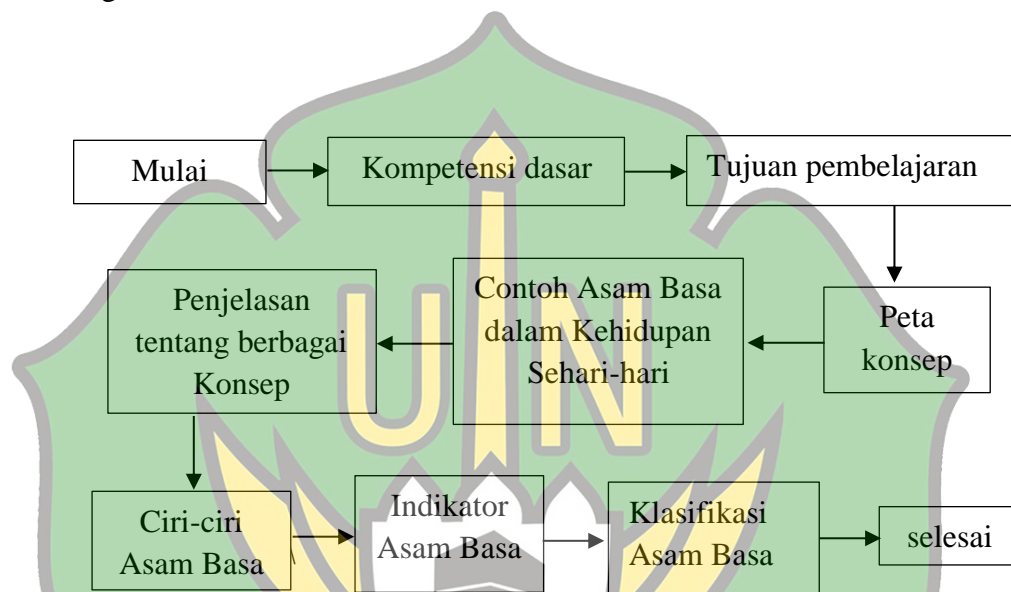 Mulai
Kompetensi dasar
Tujuan pembelajaran
Peta
konsep
Contoh Asam Basa
dalam Kehidupan
Sehari-hari
Penjelasan
tentang berbagai
Konsep
Ciri-ciri
Asam Basa
Indikator
Asam Basa
Klasifikasi
Asam Basa
selesai
UIN